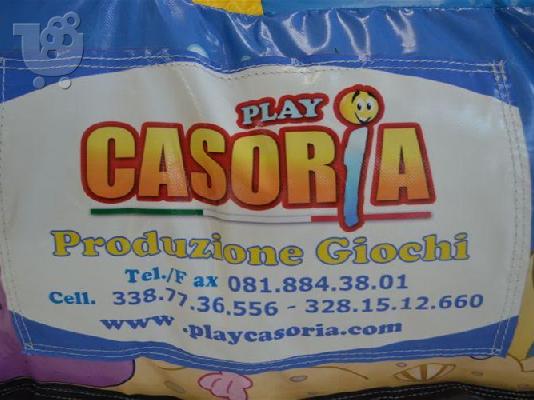 PLAY
CASORIA
Produzione Giochi
Tel./F ax 081.884.38.01
Cell. 338.77.36.556 - 328.15.12.660
www .playcasoria.com